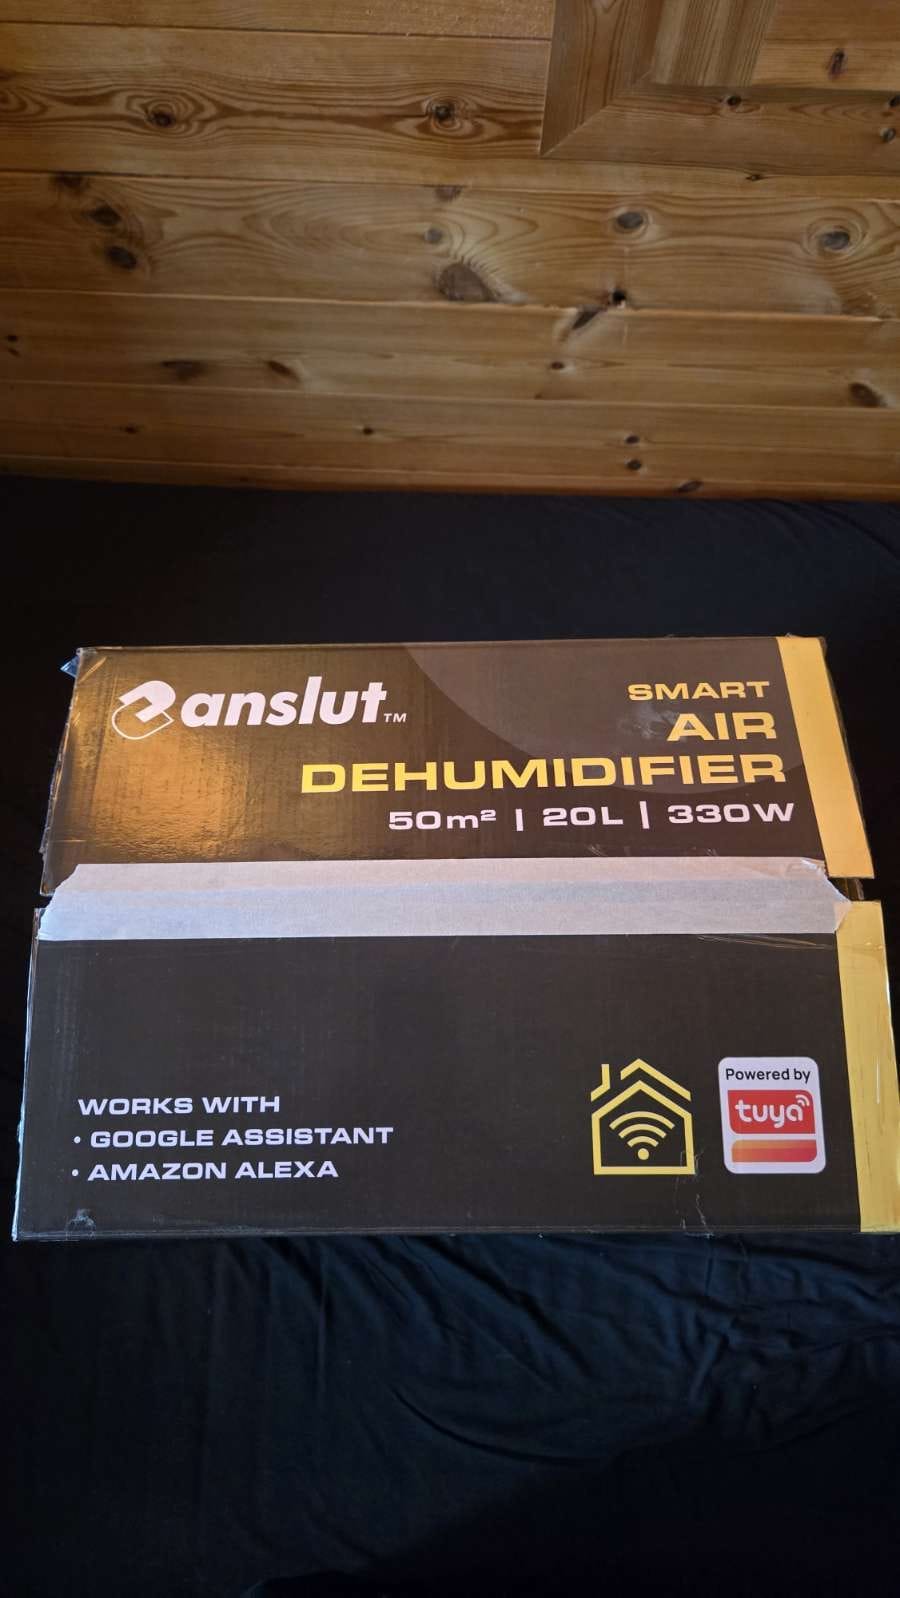 anslut™
SMART
AIR
DEHUMIDIFIER
50m² | 20L | 330W
WORKS WITH
• GOOGLE ASSISTANT
• AMAZON ALEXA
Powered by
tuya